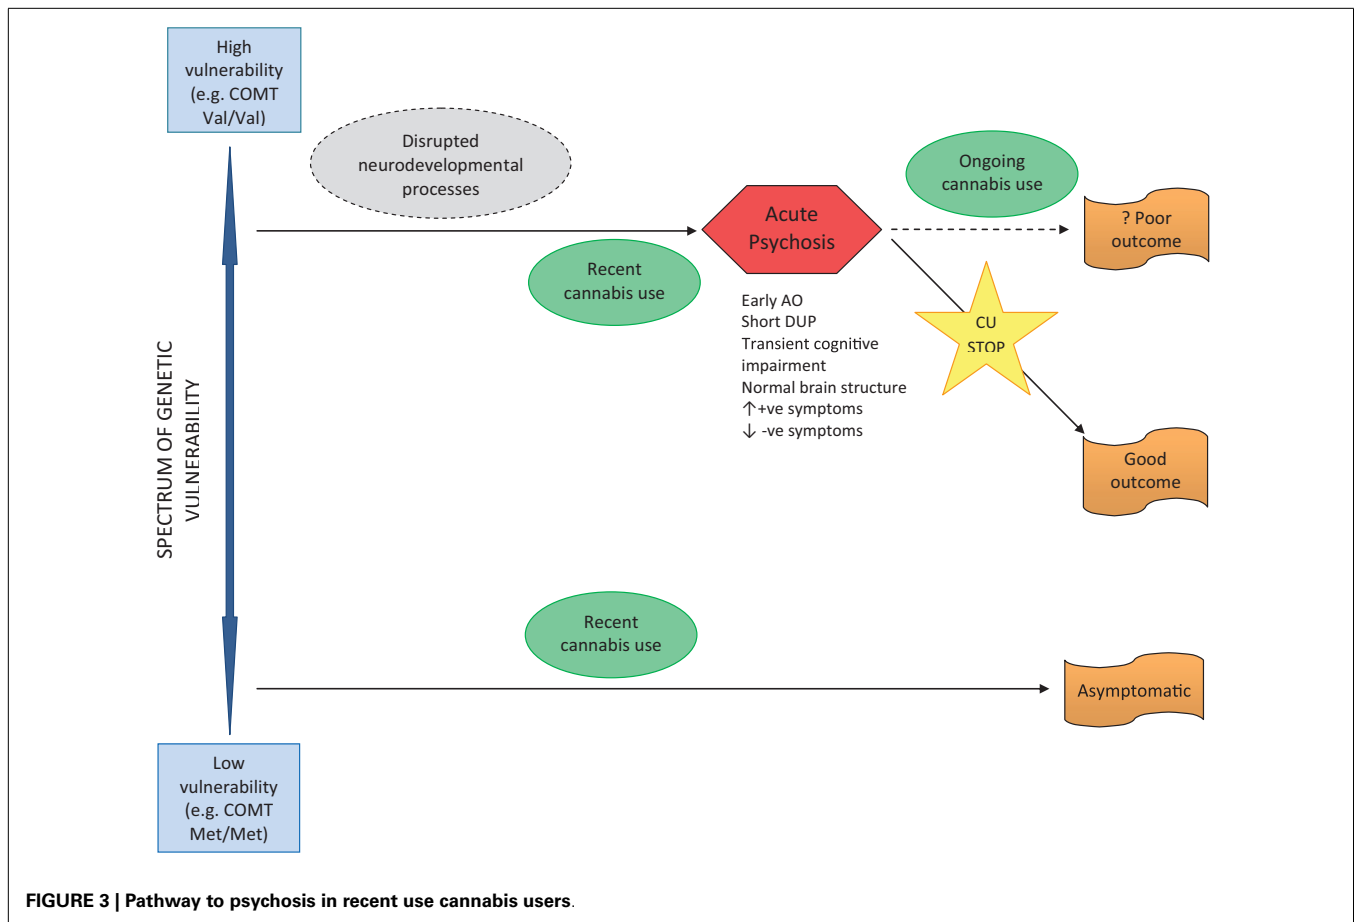 High
vulnerability
(e.g. COMT
Val/Val)
Disrupted
neurodevelopmental
processes
Recent
cannabis use
Acute
Psychosis
Early AO
Short DUP
Transient cognitive
impairment
Normal brain structure
↑+ve symptoms
↓ -ve symptoms
Ongoing
cannabis use
? Poor
outcome
CU
STOP
Good
outcome
SPECTRUM OF GENETIC
VULNERABILITY
Recent
cannabis use
Asymptomatic
Low
vulnerability
(e.g. COMT
Met/Met)
FIGURE 3 | Pathway to psychosis in recent use cannabis users.